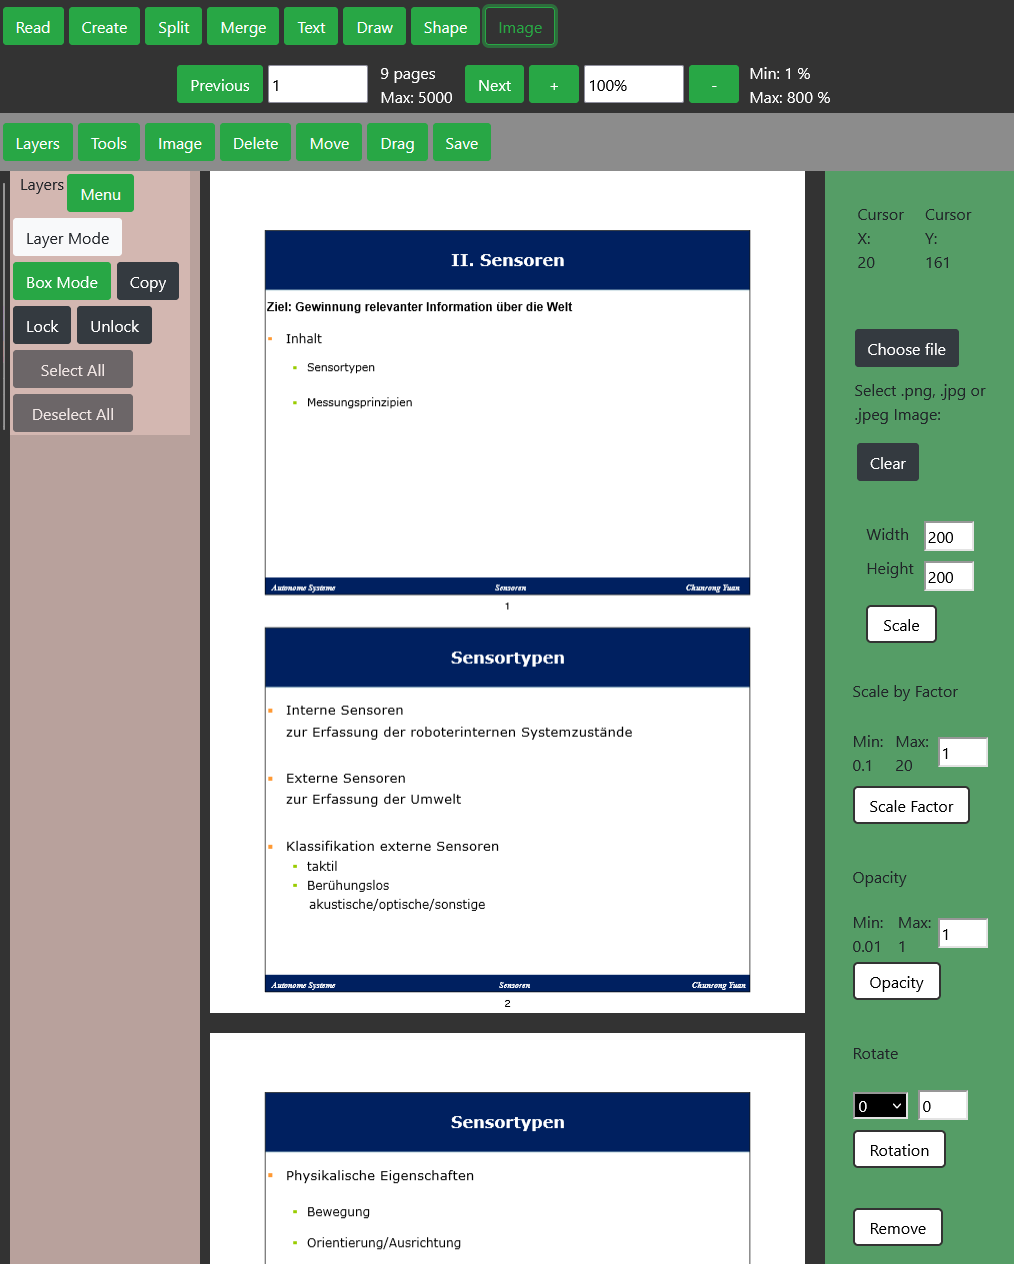 Read Create Split Merge Text Draw Shape Image
Previous 1 9 pages Next + 100% - Min: 1 %
Max: 5000 Max: 800 %
Layers Tools Image Delete Move Drag Save
Layers Menu
Layer Mode
Box Mode Copy
Lock Unlock
Select All
Deselect All
II. Sensoren
Ziel: Gewinnung relevanter Information über die Welt
Inhalt
Sensortypen
Messungsprinzipien
Autonome Systeme Sensoren Chunrong Yuan
1
Sensortypen
Interne Sensoren
zur Erfassung der roboterinternen Systemzustände
Externe Sensoren
zur Erfassung der Umwelt
Klassifikation externe Sensoren
taktil
Berühungslos
akustische/optische/sonstige
Autonome Systeme Sensoren Chunrong Yuan
2
Sensortypen
Physikalische Eigenschaften
Bewegung
Orientierung/Ausrichtung
Cursor Cursor
X: Y:
20 161
Choose file
Select .png, .jpg or
.jpeg Image:
Clear
Width 200
Height 200
Scale
Scale by Factor
Min: Max: 1
0.1 20
Scale Factor
Opacity
Min: Max: 1
0.01 1
Opacity
Rotate
0 0
Rotation
Remove